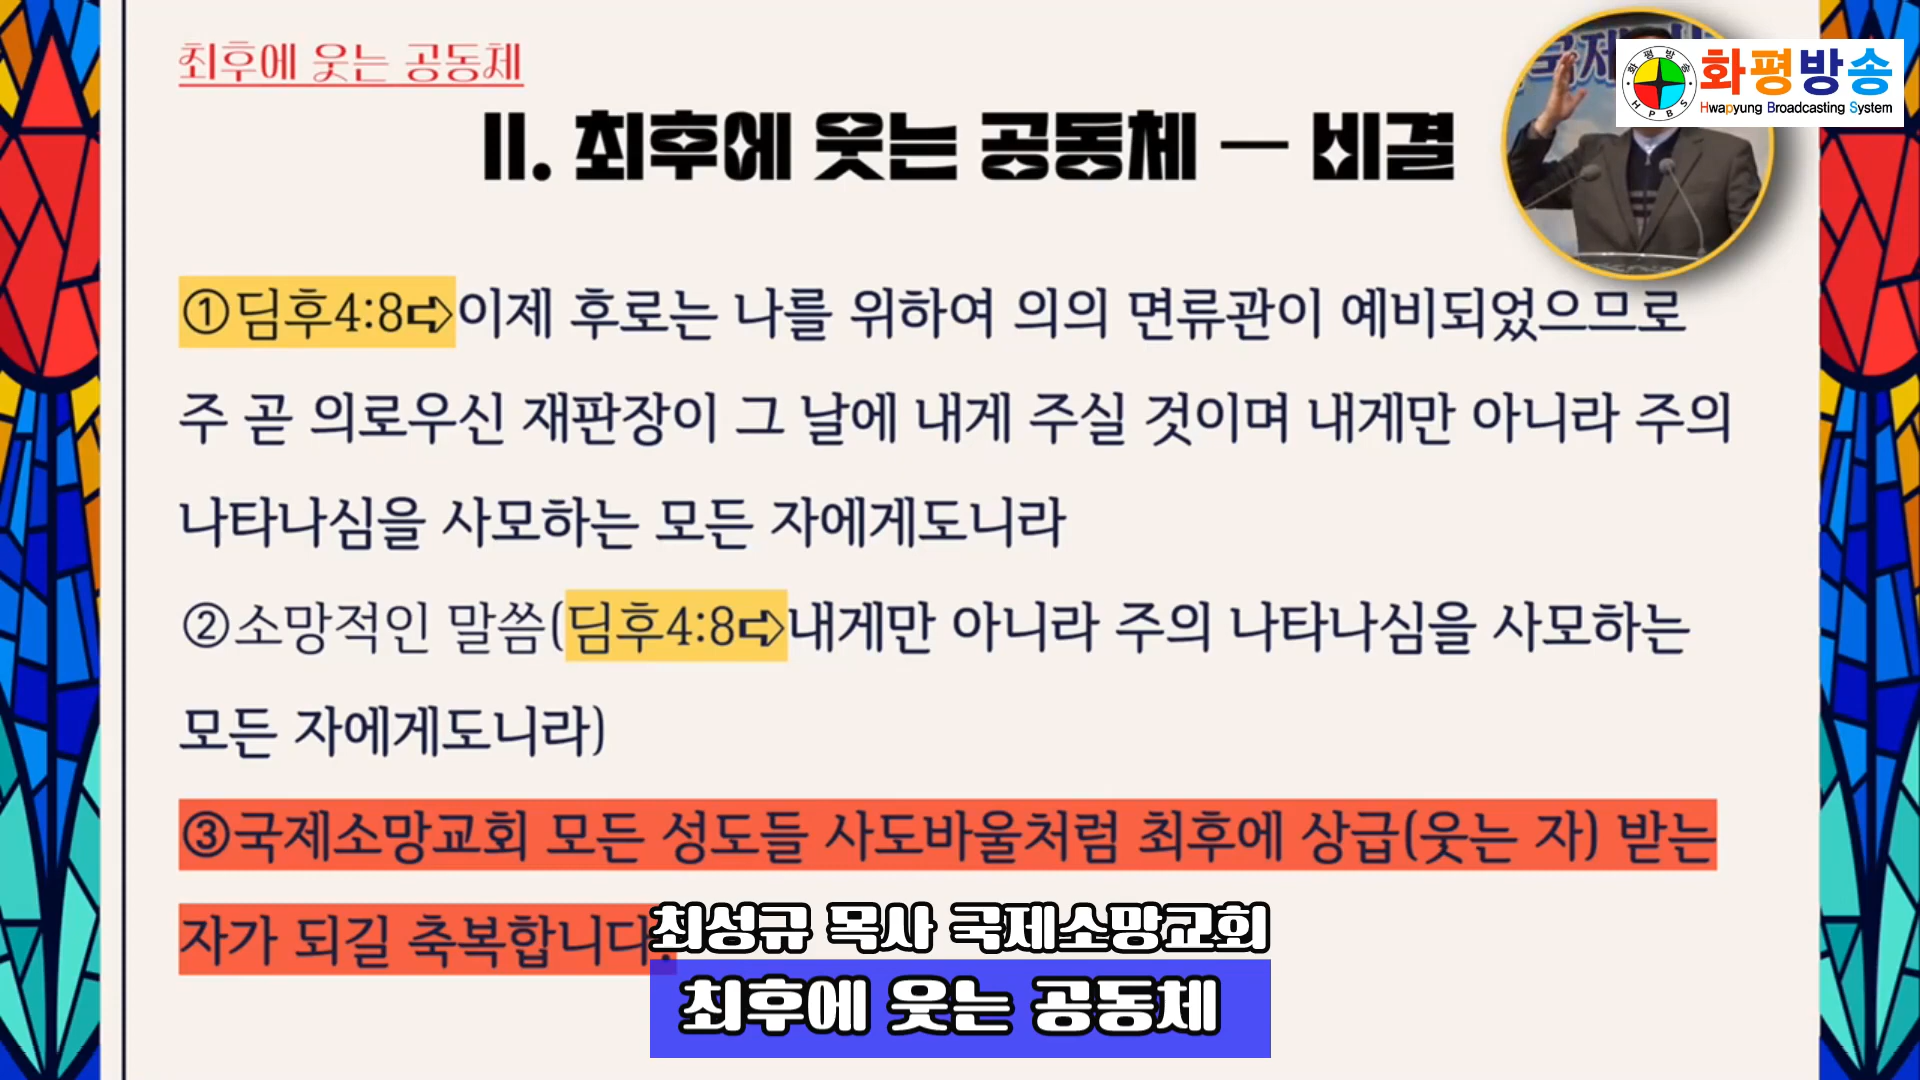 최후에 웃는 공동체
II. 최후에 웃는 공동체 — 비결
화평방송
Hwapyung Broadcasting System
화평방송
HPBS
국제
①딤후4:8➪이제 후로는 나를 위하여 의의 면류관이 예비되었으므로
주 곧 의로우신 재판장이 그 날에 내게 주실 것이며 내게만 아니라 주의
나타나심을 사모하는 모든 자에게도니라
②소망적인 말씀(딤후4:8➪내게만 아니라 주의 나타나심을 사모하는
모든 자에게도니라)
③국제소망교회 모든 성도들 사도바울처럼 최후에 상급(웃는 자) 받는
자가 되길 축복합니다.
최성규 목사 국제소망교회
최후에 웃는 공동체